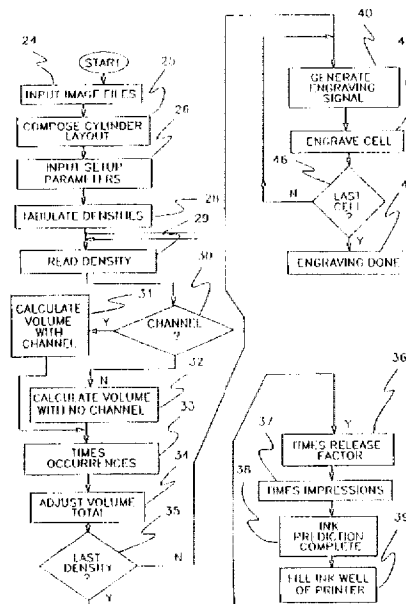 24
START
25
INPUT IMAGE FILES
COMPOSE CYLINDER
LAYOUT
26
INPUT SETUP
PARAMETERS
28
TABULATE DENSITIES
29
READ DENSITY
30
31
CALCULATE
VOLUME
WITH
CHANNEL
Y
CHANNEL
?
N
32
CALCULATE VOLUME
WITH NO CHANNEL
33
TIMES
OCCURRENCES
34
ADJUST VOLUME
TOTAL
35
LAST
DENSITY
?
N
Y
40
GENERATE
ENGRAVING
SIGNAL
ENGRAVE CELL
46
N
LAST
CELL
?
Y
ENGRAVING DONE
36
Y
37
TIMES RELEASE
FACTOR
TIMES IMPRESSIONS
38
INK
PREDICTION
COMPLETE
39
FILL INK WELL
OF PRINTER